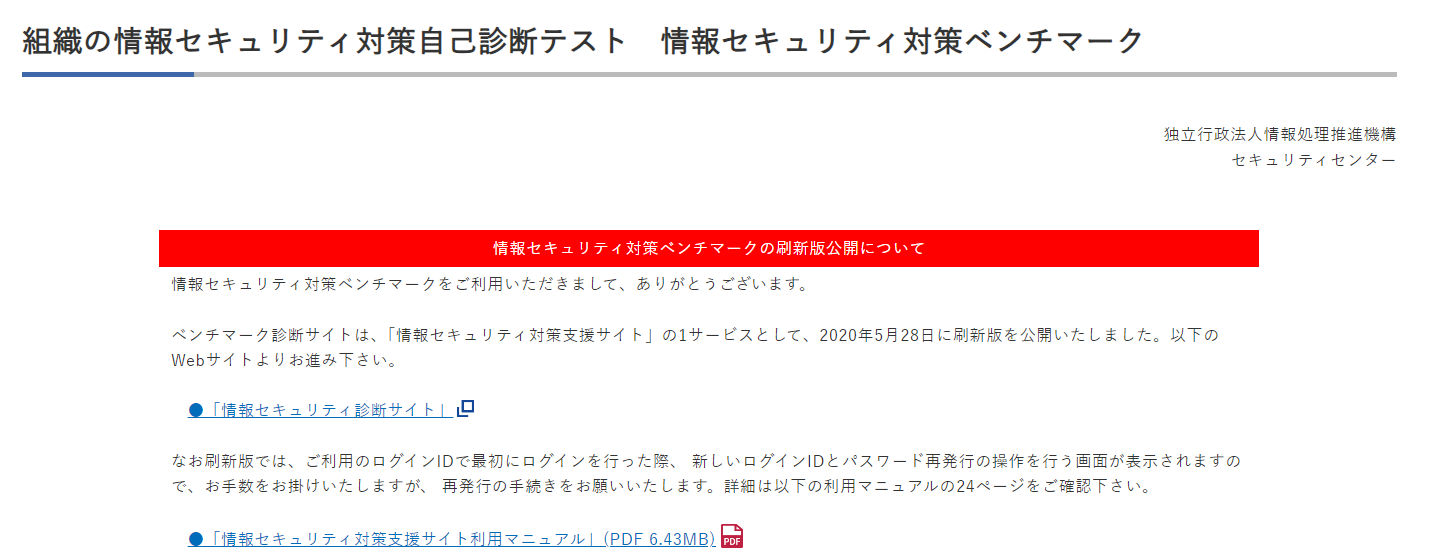 組織の情報セキュリティ対策自己診断テスト　情報セキュリティ対策ベンチマーク
独立行政法人情報処理推進機構
セキュリティセンター
情報セキュリティ対策ベンチマークの刷新版公開について
情報セキュリティ対策ベンチマークをご利用いただきまして、ありがとうございます。
ベンチマーク診断サイトは、「情報セキュリティ対策支援サイト」の1サービスとして、2020年5月28日に刷新版を公開いたしました。以下の
Webサイトよりお進み下さい。
●「情報セキュリティ診断サイト」
なお刷新版では、ご利用のログインIDで最初にログインを行った際、 新しいログインIDとパスワード再発行の操作を行う画面が表示されますの
で、お手数をお掛けいたしますが、 再発行の手続きをお願いいたします。詳細は以下の利用マニュアルの24ページをご確認下さい。
●「情報セキュリティ対策支援サイト利用マニュアル」(PDF 6.43MB) PDF